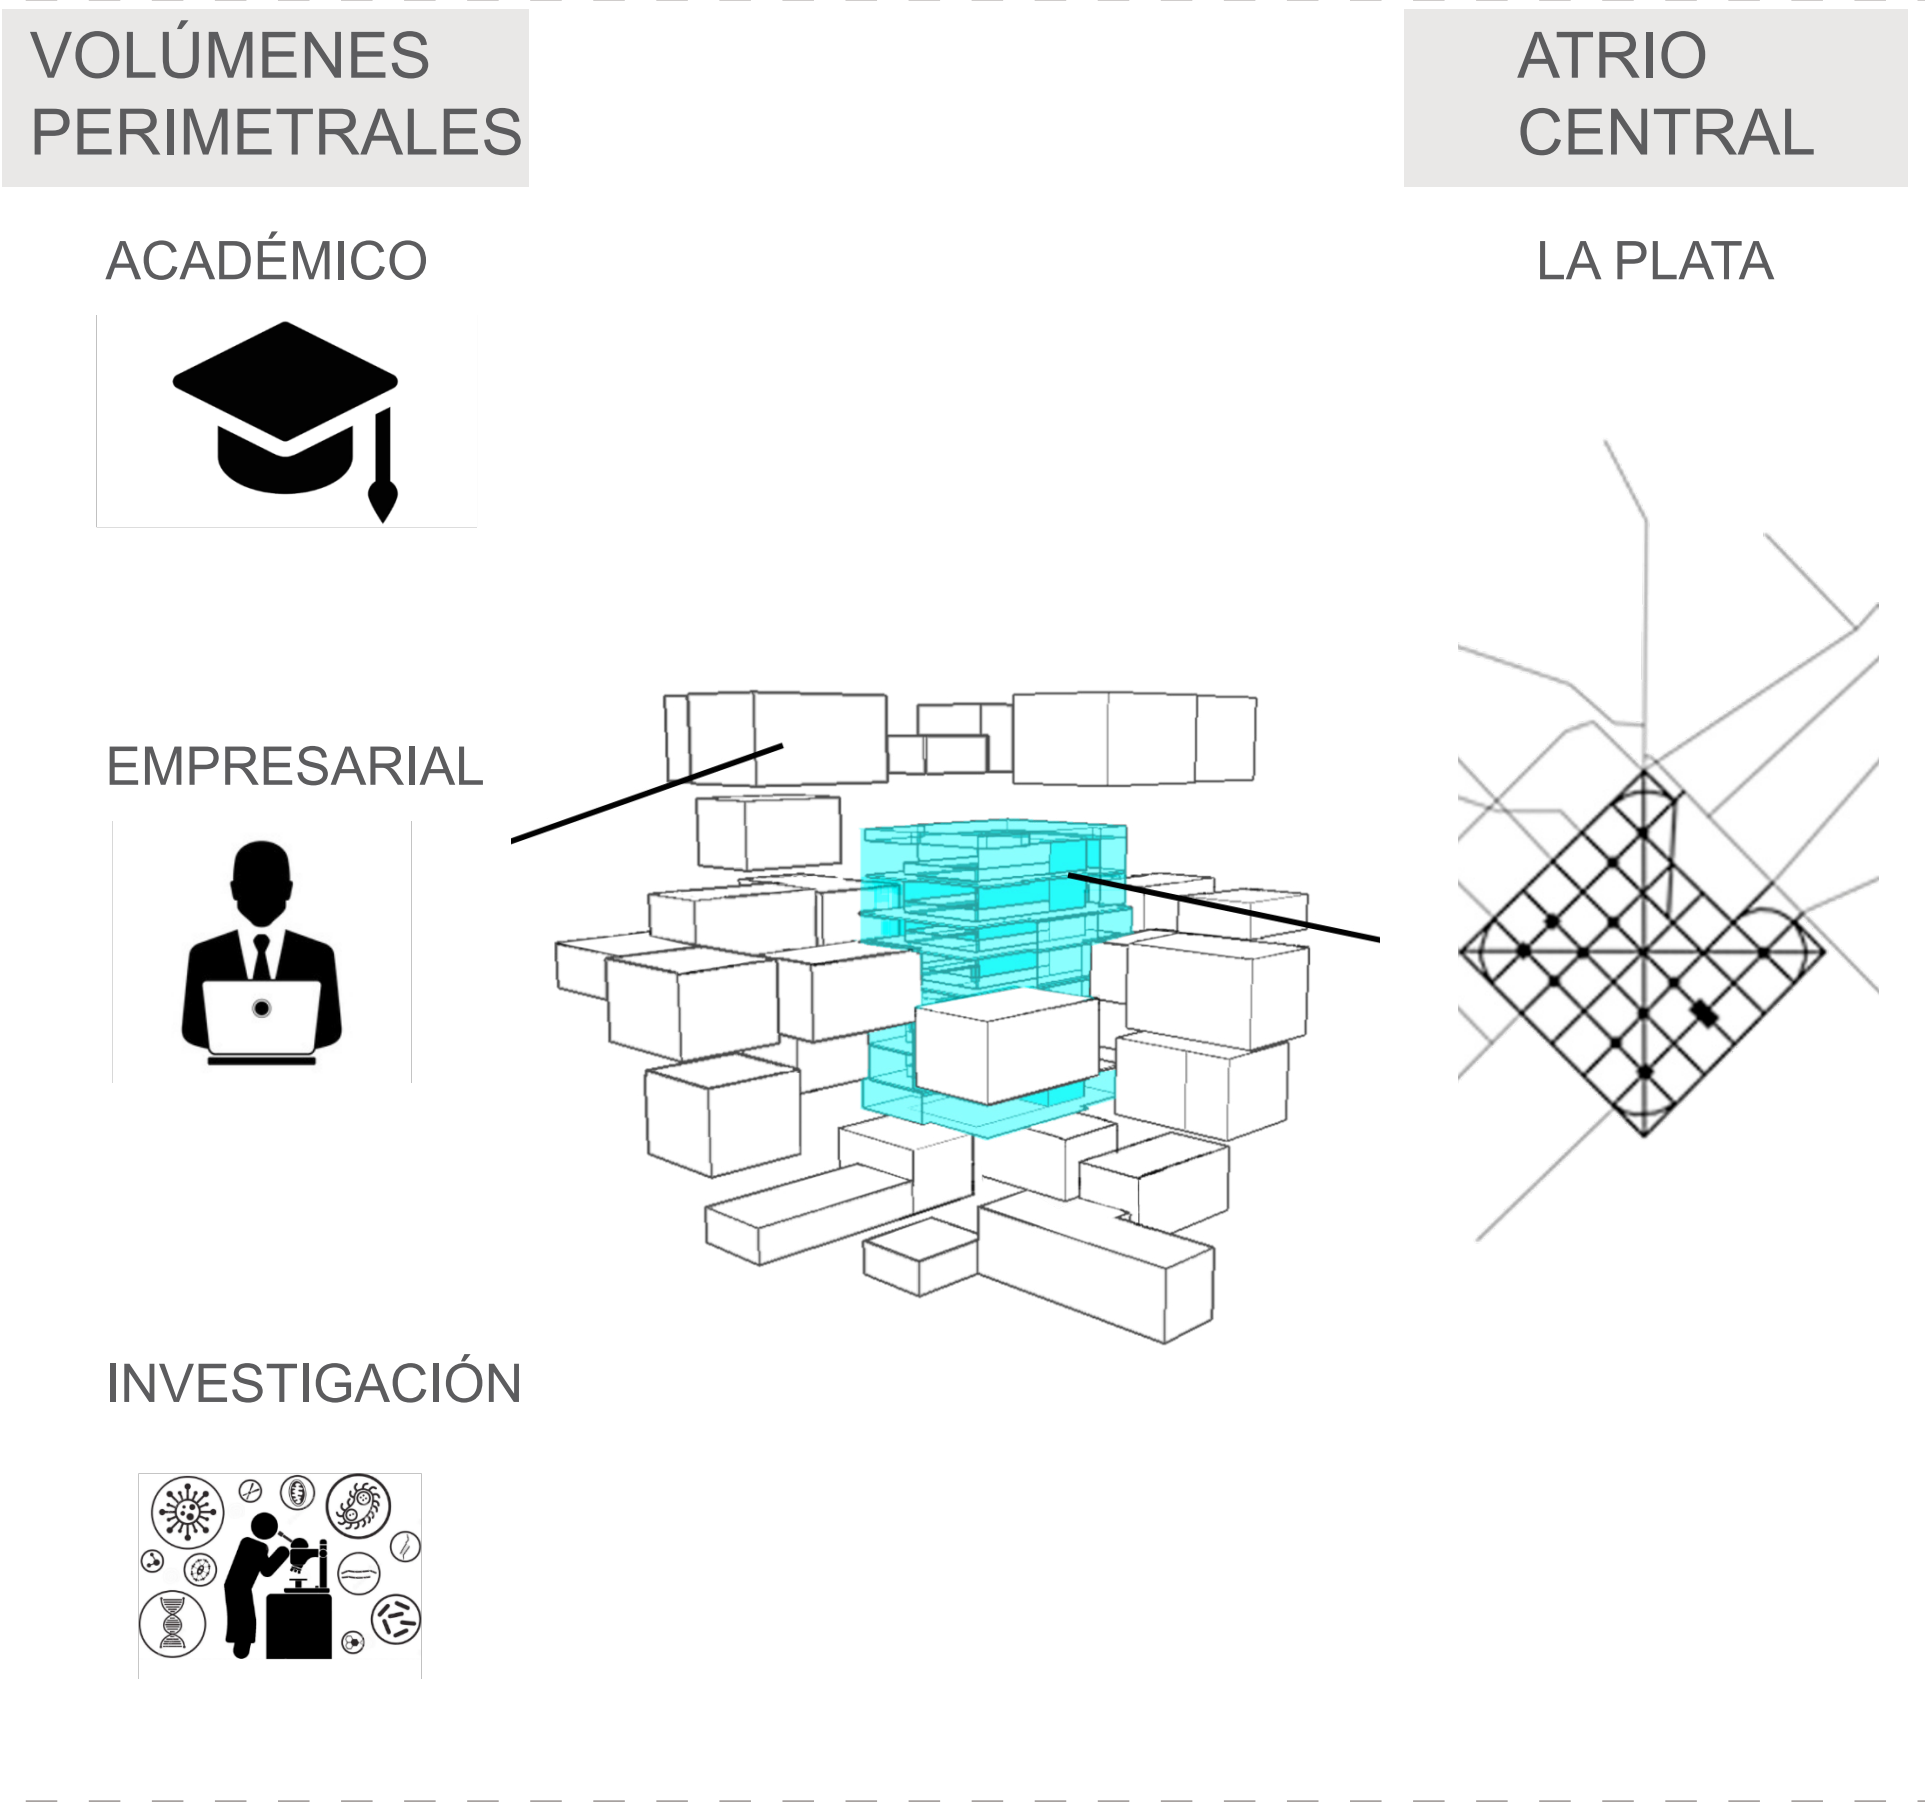 VOLÚMENES
PERIMETRALES
ATRIO
CENTRAL
ACADÉMICO
LA PLATA
EMPRESARIAL
INVESTIGACIÓN